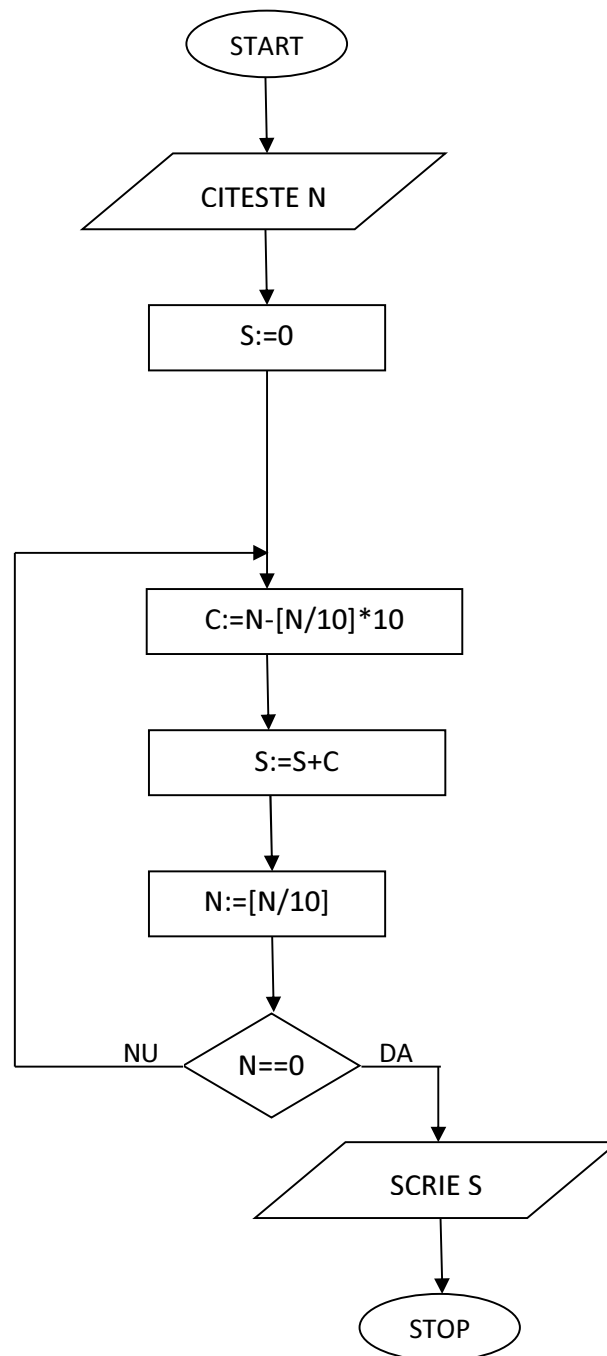 START
CITESTE N
S:=0
C:=N-[N/10]*10
S:=S+C
N:=[N/10]
NU
N==0
DA
SCRIE S
STOP